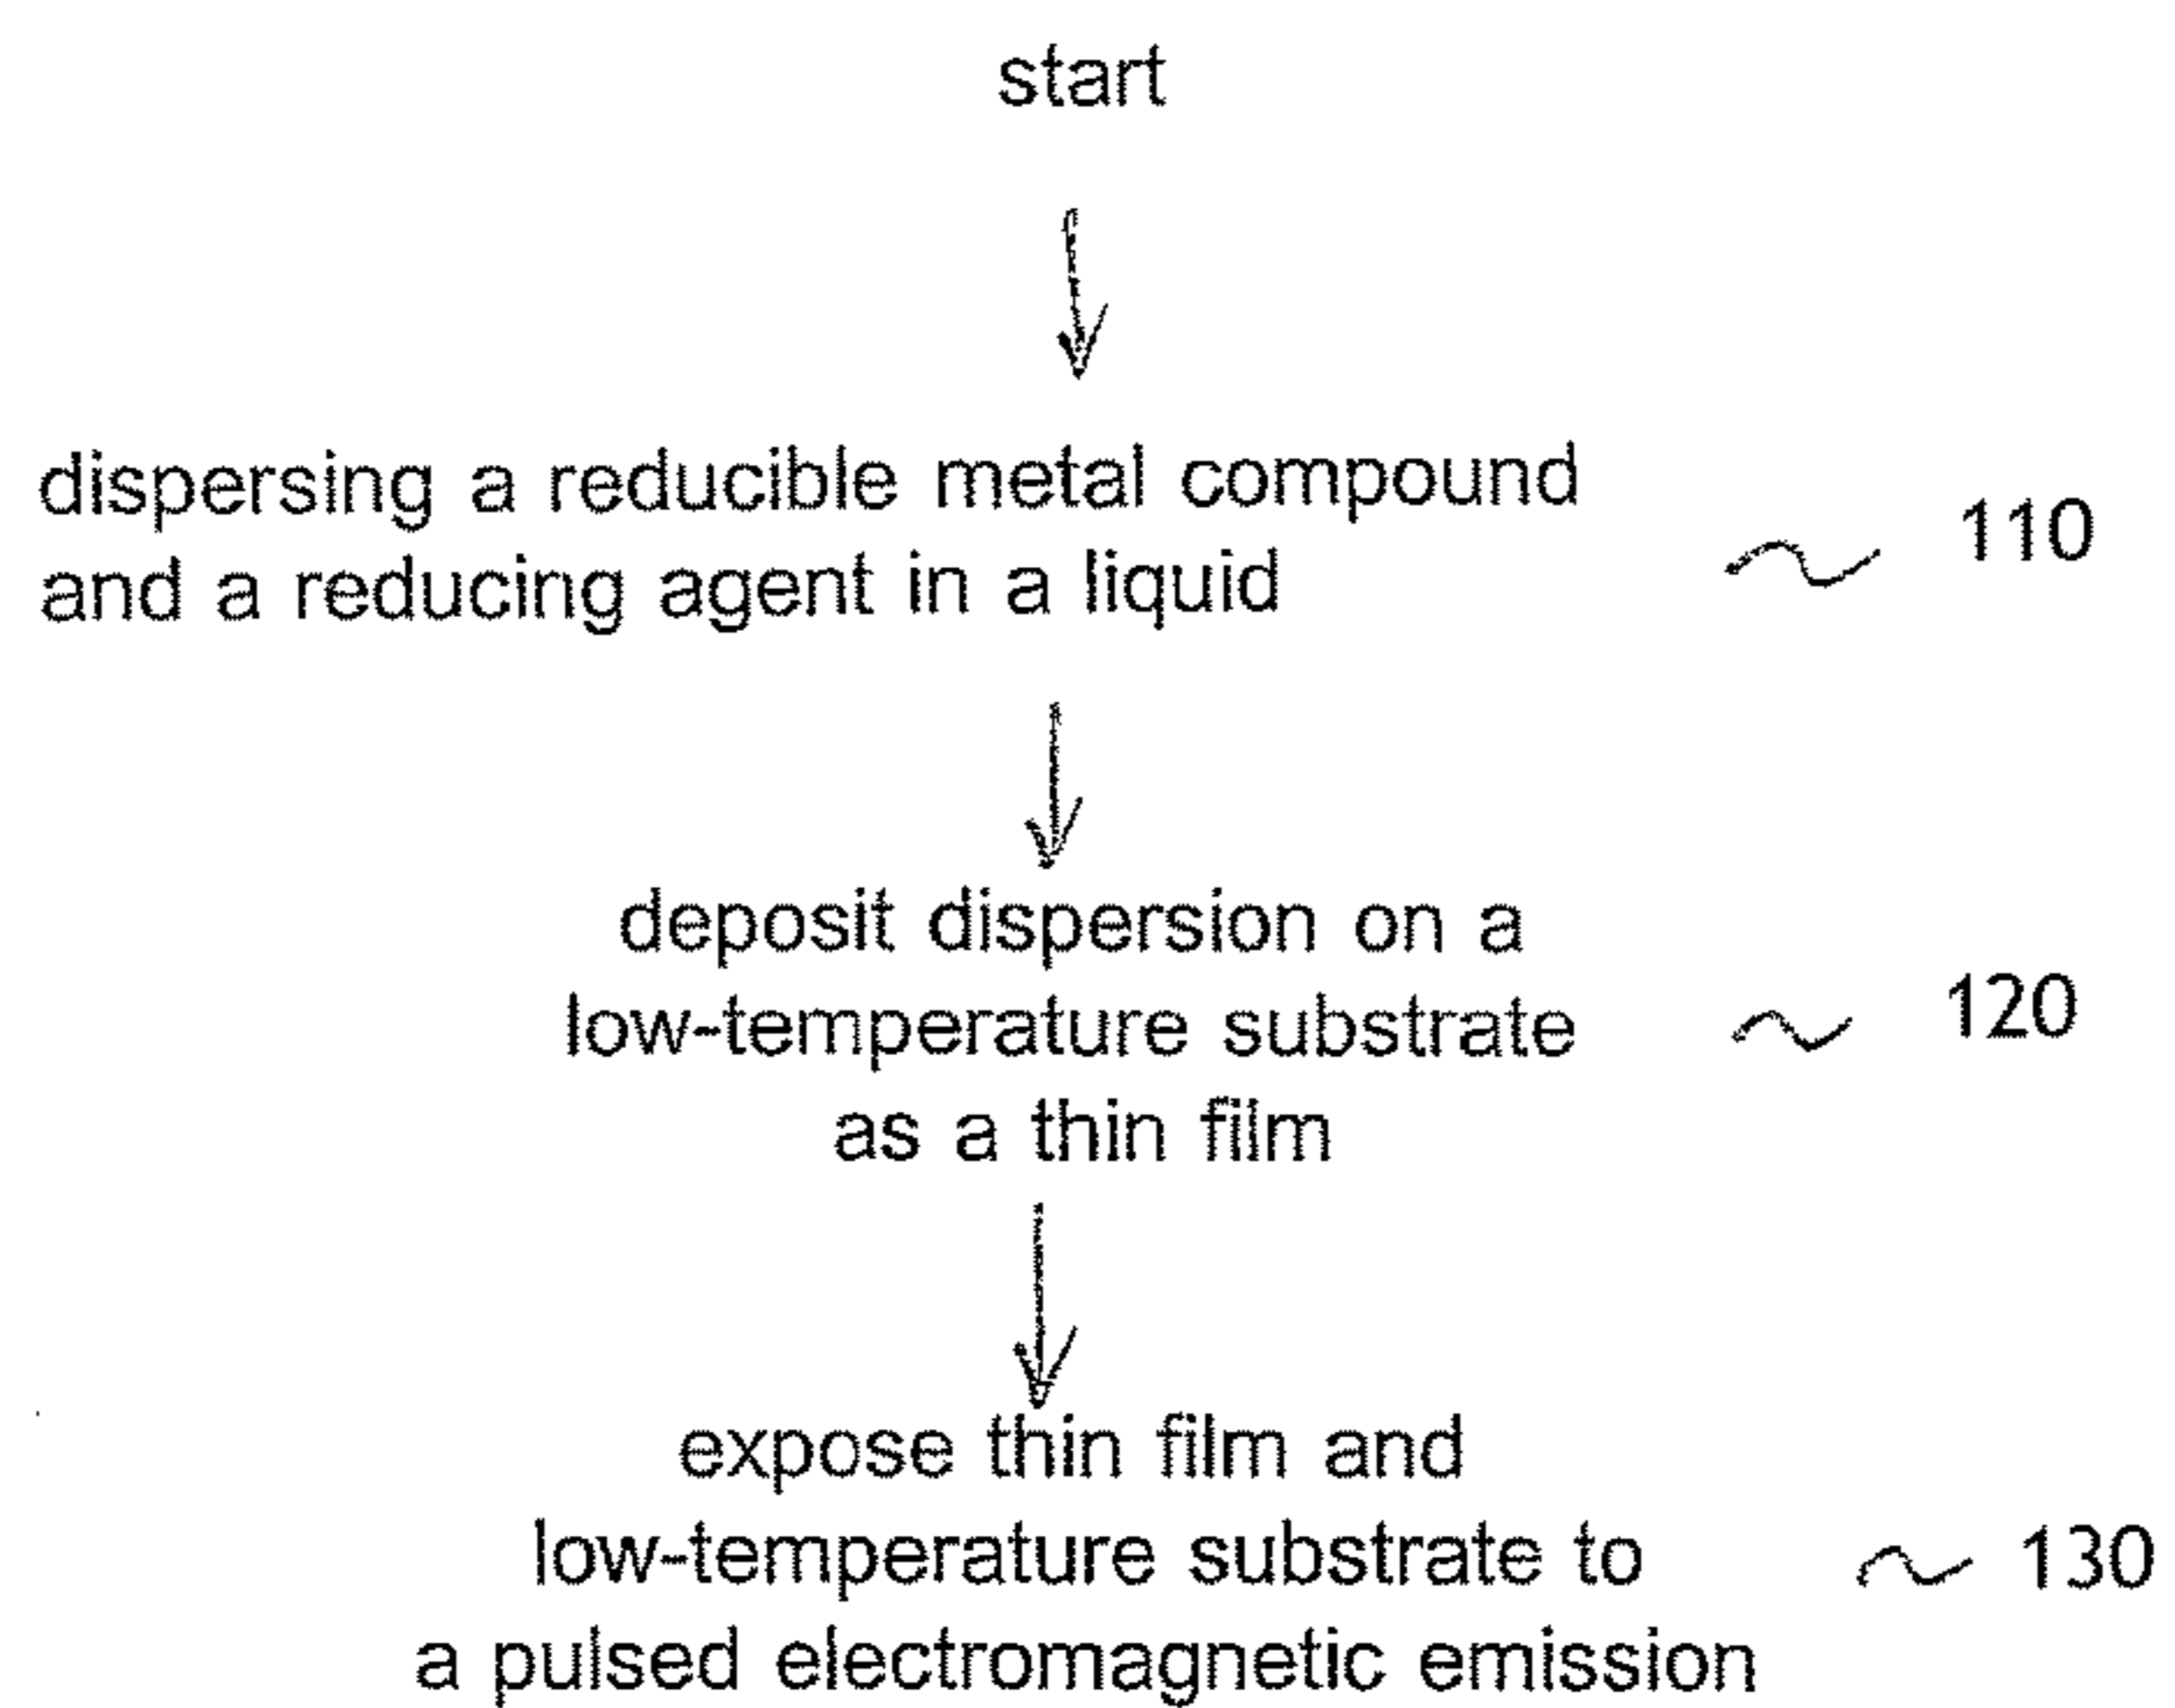 start
dispersing a reducible metal compound
and a reducing agent in a liquid
110
deposit dispersion on a
low-temperature substrate
120
as a thin film
expose thin film and
low-temperature substrate to
130
a pulsed electromagnetic emission